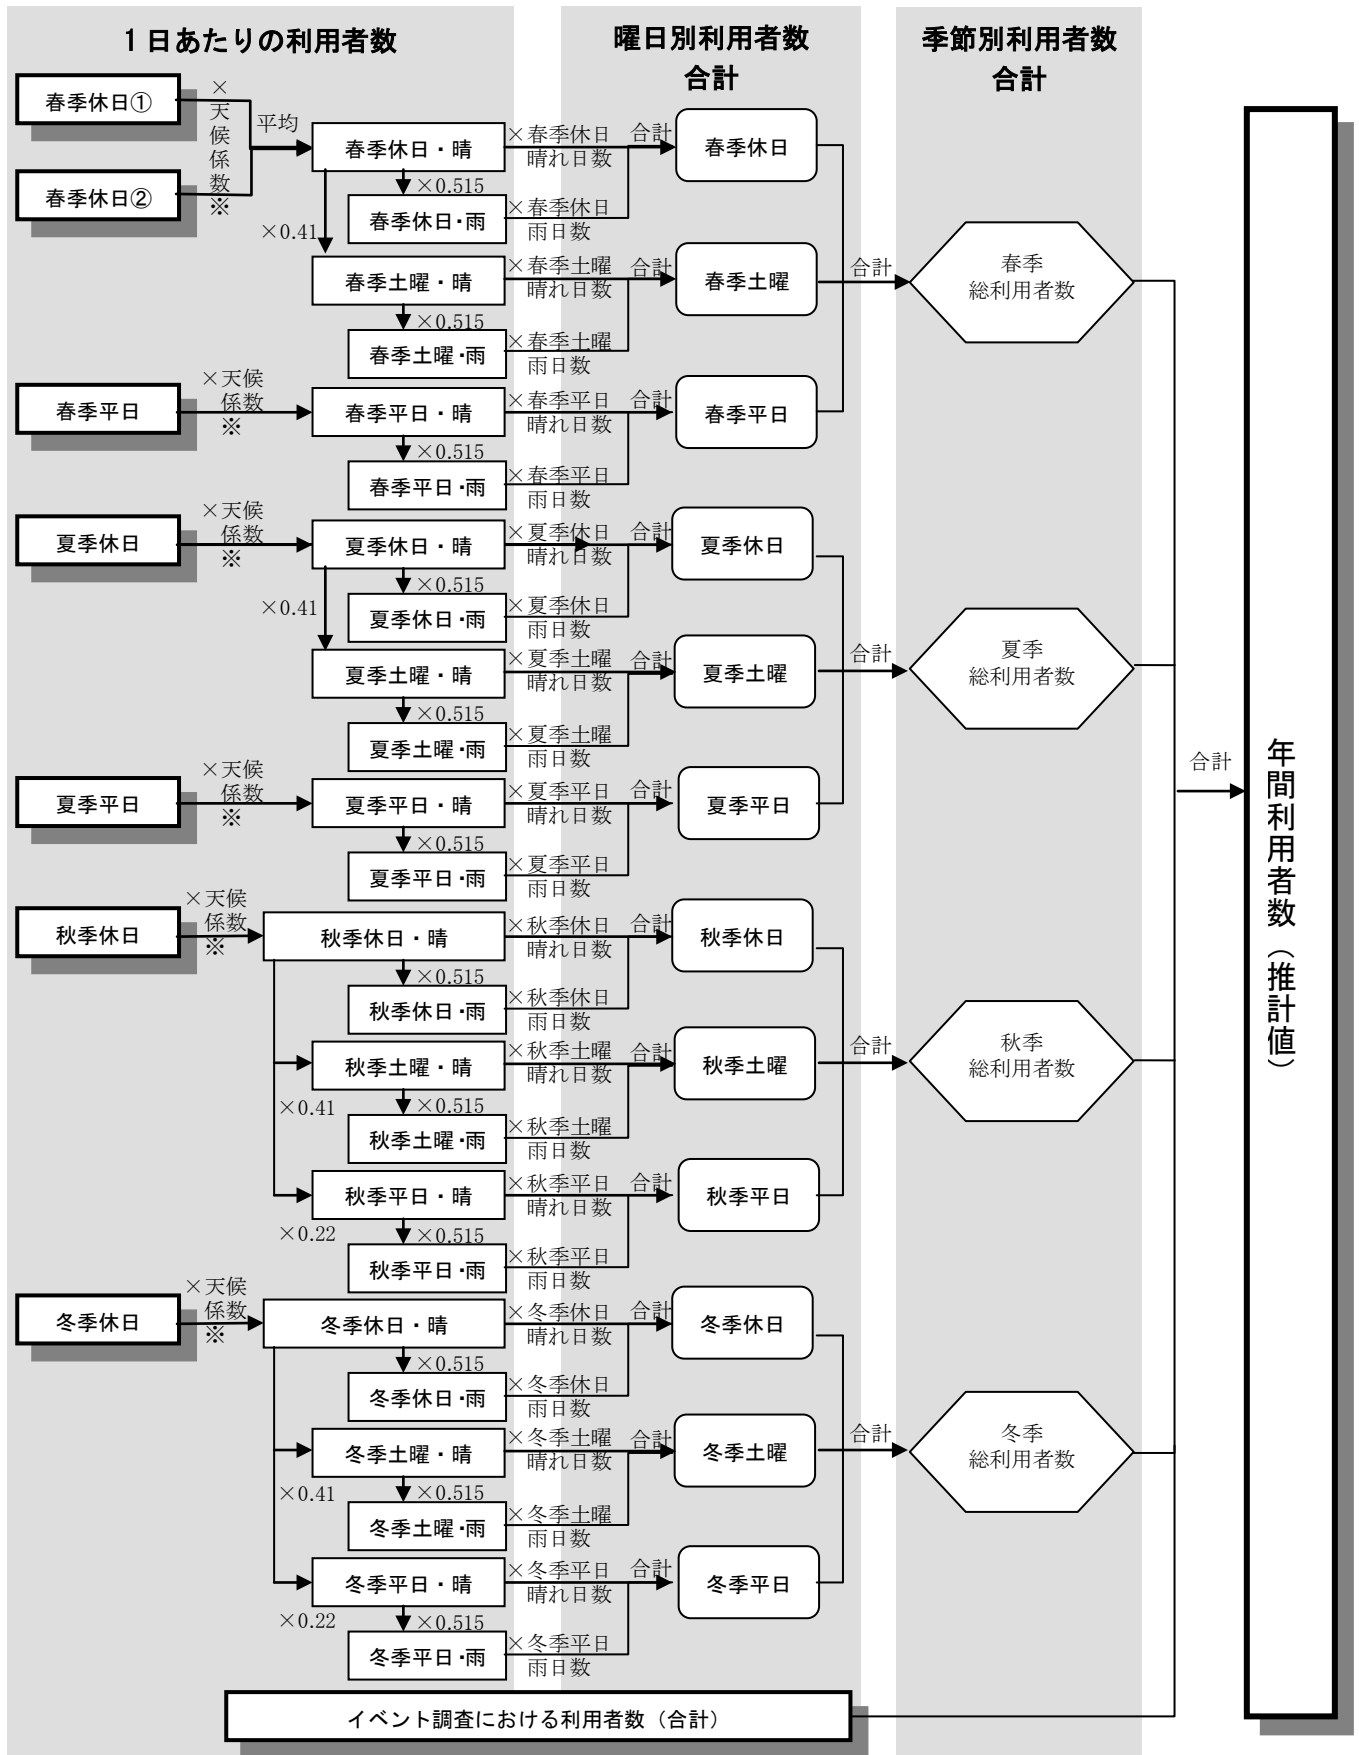 1日あたりの利用者数
曜日別利用者数
合計
季節別利用者数
合計
春季休日①
春季休日②
×天候係数※
平均
春季休日・晴
×春季休日
晴れ日数
合計
春季休日
×0.515
春季休日・雨
×春季休日
雨日数
×0.41
春季土曜・晴
×春季土曜
晴れ日数
合計
春季土曜
×0.515
春季土曜・雨
×春季土曜
雨日数
合計
春季
総利用者数
春季平日
×天候
係数
※
春季平日・晴
×春季平日
晴れ日数
合計
春季平日
×0.515
春季平日・雨
×春季平日
雨日数
夏季休日
×天候
係数
※
夏季休日・晴
×夏季休日
晴れ日数
合計
夏季休日
×0.515
夏季休日・雨
×夏季休日
雨日数
×0.41
夏季土曜・晴
×夏季土曜
晴れ日数
合計
夏季土曜
×0.515
夏季土曜・雨
×夏季土曜
雨日数
合計
夏季
総利用者数
夏季平日
×天候
係数
※
夏季平日・晴
×夏季平日
晴れ日数
合計
夏季平日
×0.515
夏季平日・雨
×夏季平日
雨日数
秋季休日
×天候
係数
※
秋季休日・晴
×秋季休日
晴れ日数
合計
秋季休日
×0.515
秋季休日・雨
×秋季休日
雨日数
秋季土曜・晴
×秋季土曜
晴れ日数
合計
秋季土曜
×0.41
×0.515
秋季土曜・雨
×秋季土曜
雨日数
合計
秋季
総利用者数
秋季平日・晴
×秋季平日
晴れ日数
合計
秋季平日
×0.22
×0.515
秋季平日・雨
×秋季平日
雨日数
冬季休日
×天候
係数
※
冬季休日・晴
×冬季休日
晴れ日数
合計
冬季休日
×0.515
冬季休日・雨
×冬季休日
雨日数
冬季土曜・晴
×冬季土曜
晴れ日数
合計
冬季土曜
×0.41
×0.515
冬季土曜・雨
×冬季土曜
雨日数
合計
冬季
総利用者数
冬季平日・晴
×冬季平日
晴れ日数
合計
冬季平日
×0.22
×0.515
冬季平日・雨
×冬季平日
雨日数
イベント調査における利用者数（合計）
合計
年間利用者数（推計値）